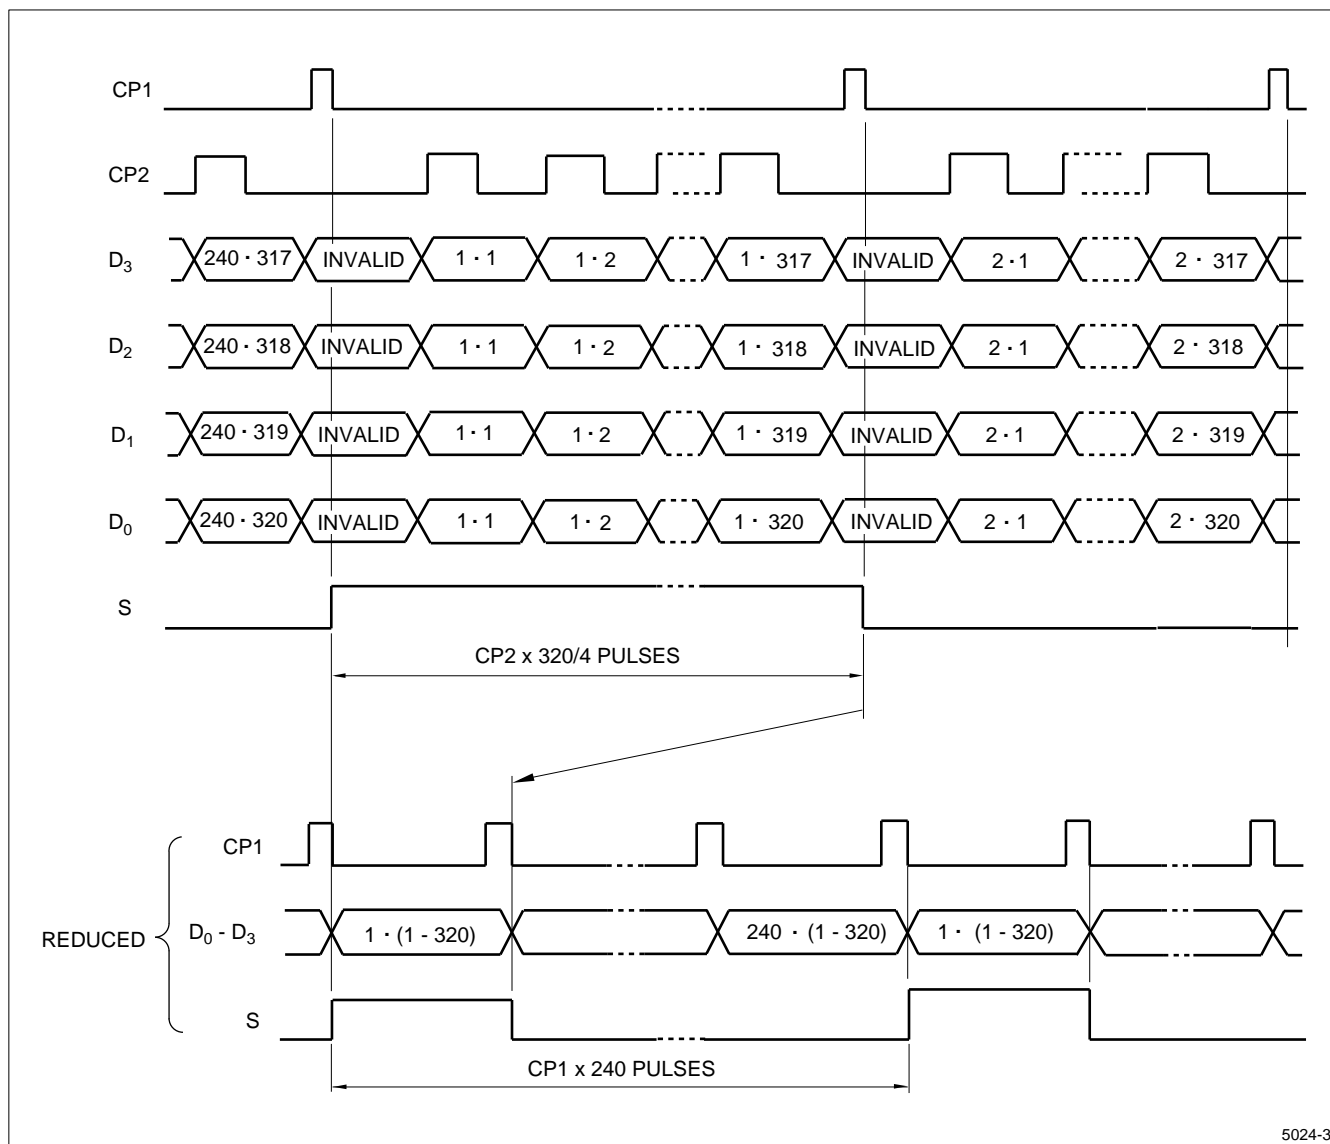 CP1
CP2
D3 240 · 317 INVALID 1 · 1 1 · 2 1 · 317 INVALID 2 · 1 2 · 317
D2 240 · 318 INVALID 1 · 1 1 · 2 1 · 318 INVALID 2 · 1 2 · 318
D1 240 · 319 INVALID 1 · 1 1 · 2 1 · 319 INVALID 2 · 1 2 · 319
D0 240 · 320 INVALID 1 · 1 1 · 2 1 · 320 INVALID 2 · 1 2 · 320
S
CP2 x 320/4 PULSES
CP1
REDUCED D0 - D3 1 · (1 - 320) 240 · (1 - 320) 1 · (1 - 320)
S
CP1 x 240 PULSES
5024-3